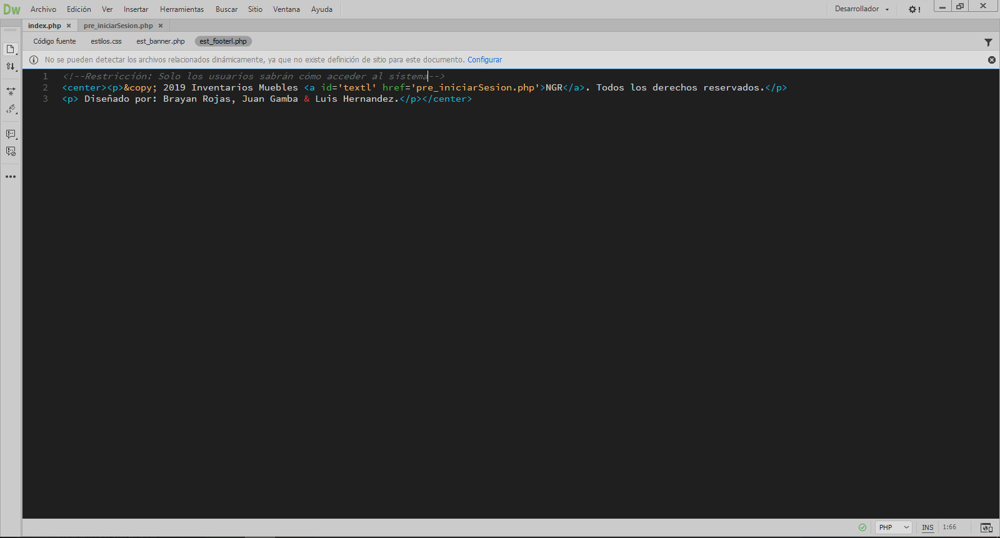 Dw Archivo Edición Ver Insertar Herramientas Buscar Sitio Ventana Ayuda Desarrollador !
index.php pre_iniciarSesion.php
Código fuente estilos.css est_banner.php est_footerl.php
No se pueden detectar los archivos relacionados dinámicamente, ya que no existe definición de sitio para este documento. Configurar
1 <!--Restricción: Solo los usuarios sabrán cómo acceder al sistema-->
2 <center><p>&copy; 2019 Inventarios Muebles <a id='textl' href='pre_iniciarSesion.php'>NGR</a>. Todos los derechos reservados.</p>
3 <p> Diseñado por: Brayan Rojas, Juan Gamba & Luis Hernandez.</p></center>
PHP INS 1:66